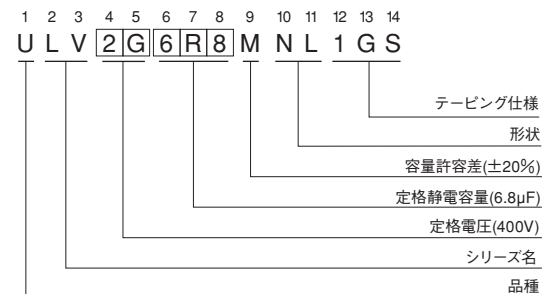 1 2 3 4 5 6 7 8 9 10 11 12 13 14
U L V 2 G 6 R 8 M N L 1 G S
テーピング仕様
形状
容量許容差(±20%)
定格静電容量(6.8µF)
定格電圧(400V)
シリーズ名
品種